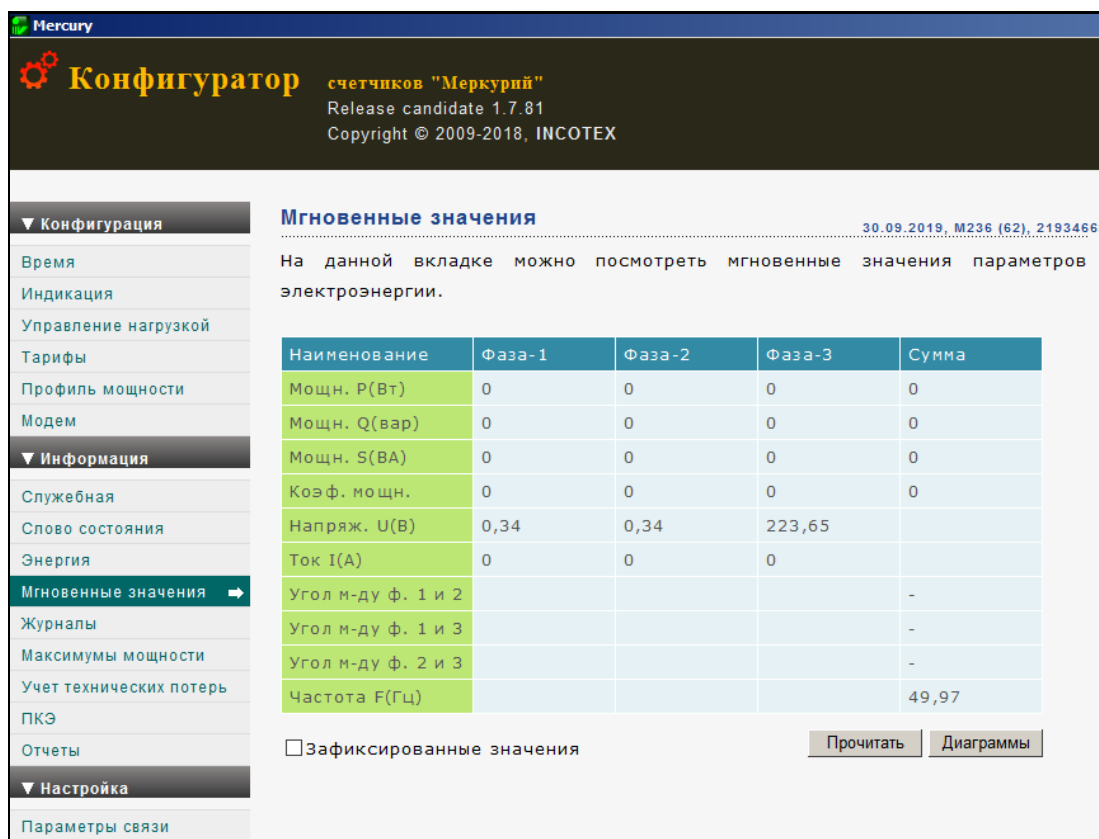 Mercury
Конфигуратор счетчиков "Меркурий"
Release candidate 1.7.81
Copyright © 2009-2018, INCOTEX
▼ Конфигурация
Время
Индикация
Управление нагрузкой
Тарифы
Профиль мощности
Модем
▼ Информация
Служебная
Слово состояния
Энергия
Мгновенные значения
Журналы
Максимумы мощности
Учет технических потерь
ПКЭ
Отчеты
▼ Настройка
Параметры связи
Мгновенные значения
30.09.2019, М236 (62), 2193466
На данной вкладке можно посмотреть мгновенные значения параметров
электроэнергии.
Наименование Фаза-1 Фаза-2 Фаза-3 Сумма
Мощн. P(Вт) 0 0 0 0
Мощн. Q(вар) 0 0 0 0
Мощн. S(ВА) 0 0 0 0
Коэф. мощн. 0 0 0 0
Напряж. U(В) 0,34 0,34 223,65
Ток I(А) 0 0 0
Угол м-ду ф. 1 и 2 -
Угол м-ду ф. 1 и 3 -
Угол м-ду ф. 2 и 3 -
Частота F(Гц) 49,97
Зафиксированные значения
Прочитать Диаграммы